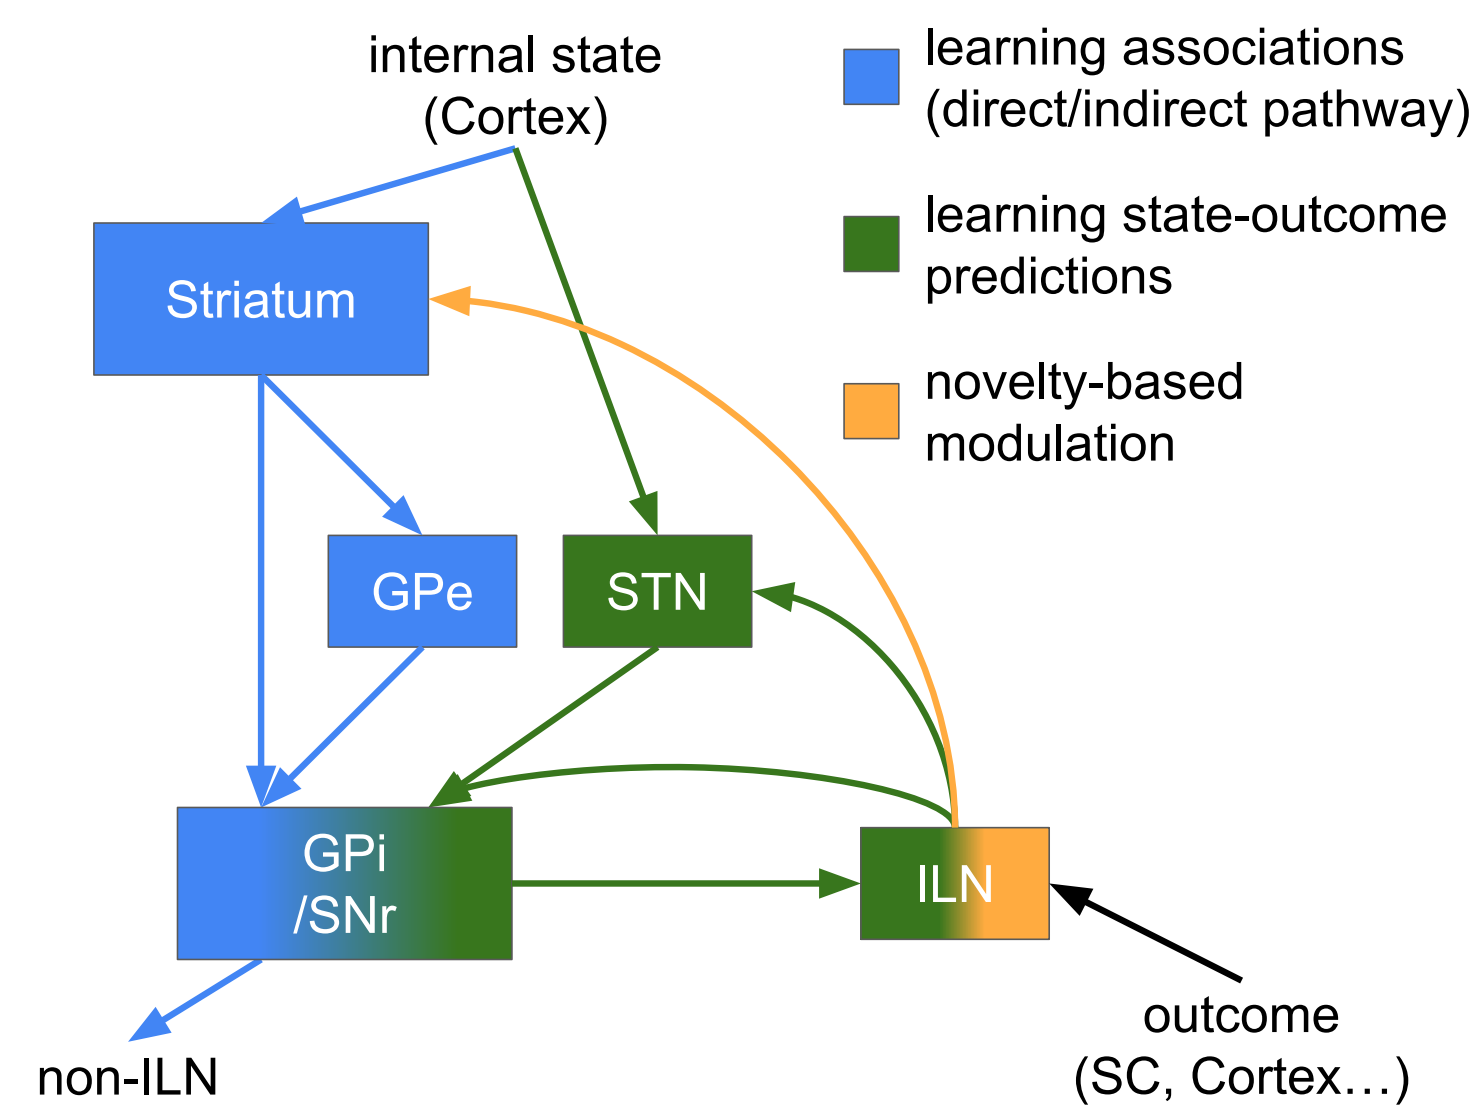 internal state
(Cortex)
learning associations
(direct/indirect pathway)
learning state-outcome
predictions
novelty-based
modulation
Striatum
GPe
STN
GPi
/SNr
ILN
non-ILN
outcome
(SC, Cortex…)